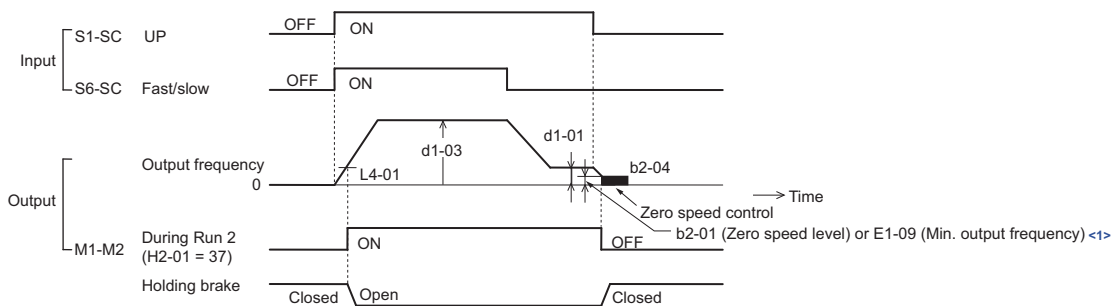 Input
S1-SC UP
OFF
ON
S6-SC Fast/slow
OFF
ON
Output
Output frequency
0
L4-01
d1-03
d1-01
b2-04
Time
Zero speed control
b2-01 (Zero speed level) or E1-09 (Min. output frequency) <1>
M1-M2
During Run 2
(H2-01 = 37)
ON
OFF
Holding brake
Closed
Open
Closed